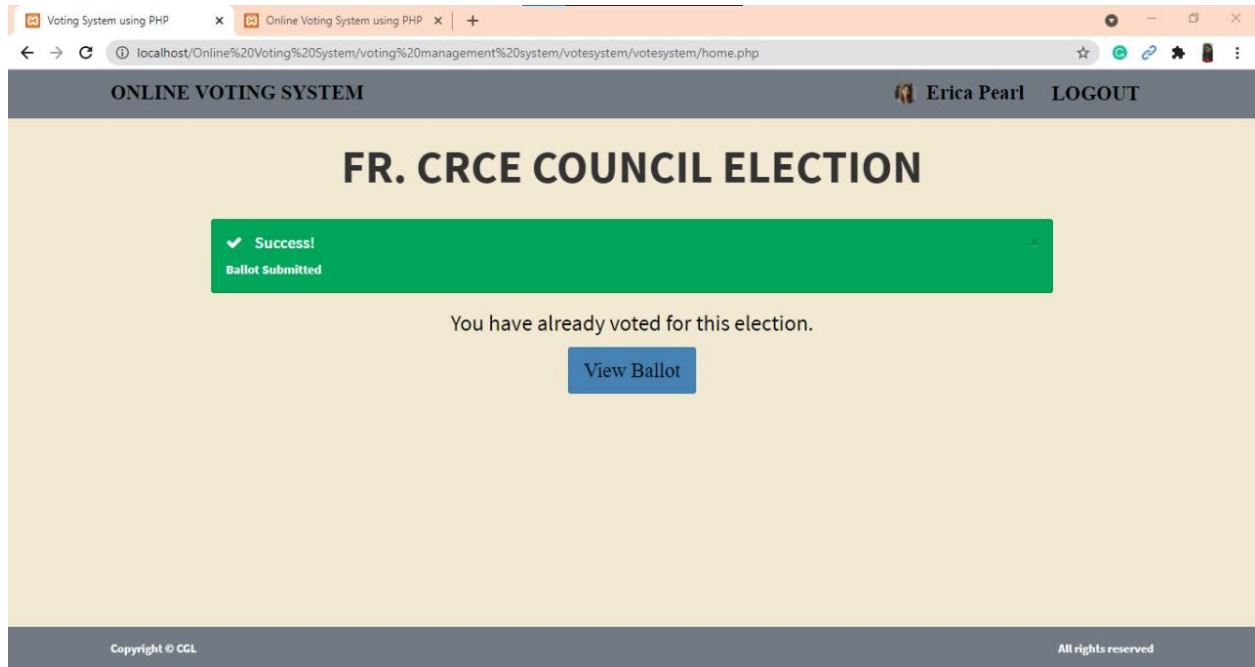 Voting System using PHP
Online Voting System using PHP
localhost/Online%20Voting%20System/voting%20management%20system/votesystem/votesystem/home.php
ONLINE VOTING SYSTEM
Erica Pearl
LOGOUT
FR. CRCE COUNCIL ELECTION
Success!
Ballot Submitted
You have already voted for this election.
View Ballot
Copyright © CGL
All rights reserved